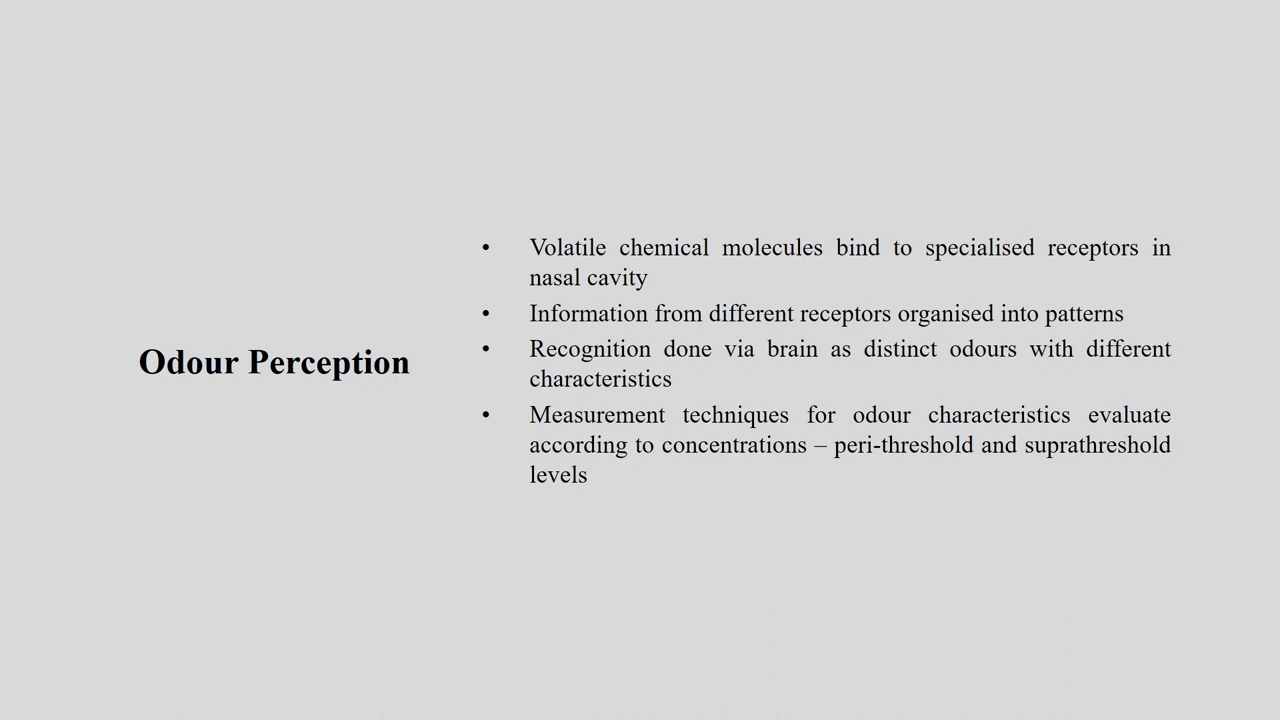 Odour Perception
• Volatile chemical molecules bind to specialised receptors in
nasal cavity
• Information from different receptors organised into patterns
• Recognition done via brain as distinct odours with different
characteristics
• Measurement techniques for odour characteristics evaluate
according to concentrations – peri-threshold and suprathreshold
levels